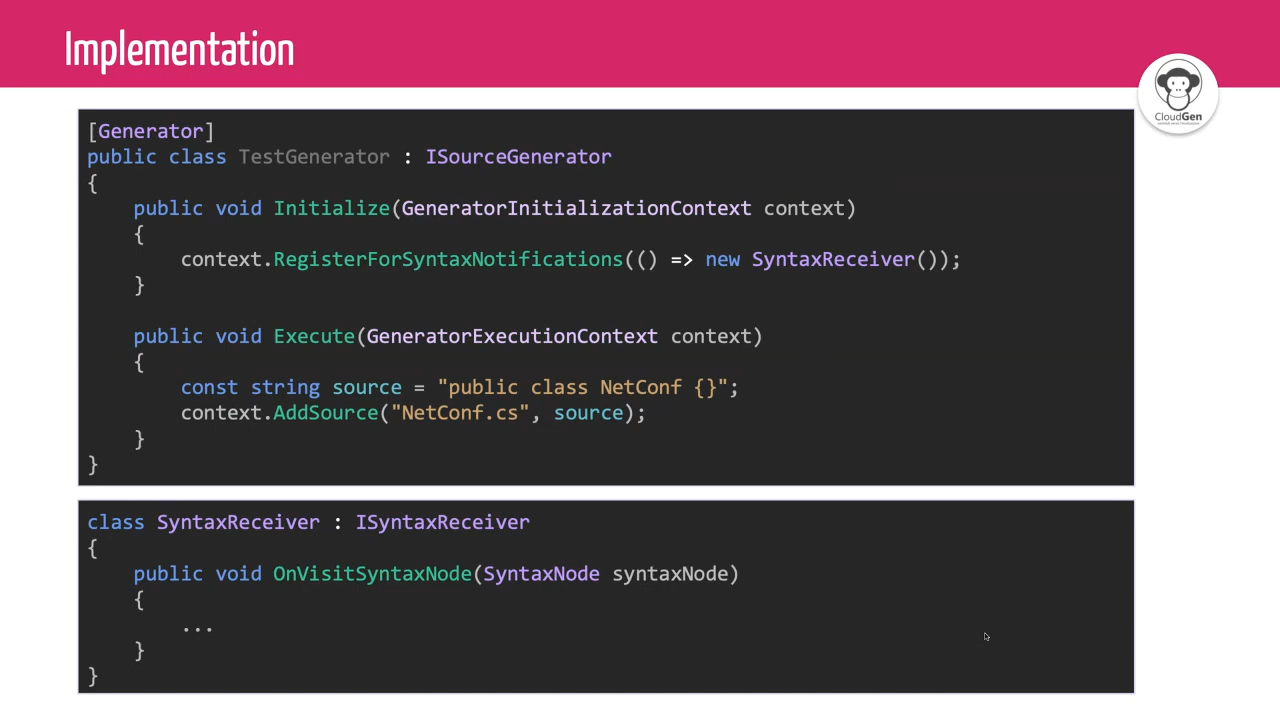 Implementation
CloudGen
[Generator]
public class TestGenerator : ISourceGenerator
{
    public void Initialize(GeneratorInitializationContext context)
    {
        context.RegisterForSyntaxNotifications(() => new SyntaxReceiver());
    }

    public void Execute(GeneratorExecutionContext context)
    {
        const string source = "public class NetConf {}";
        context.AddSource("NetConf.cs", source);
    }
}
class SyntaxReceiver : ISyntaxReceiver
{
    public void OnVisitSyntaxNode(SyntaxNode syntaxNode)
    {
        ...
    }
}